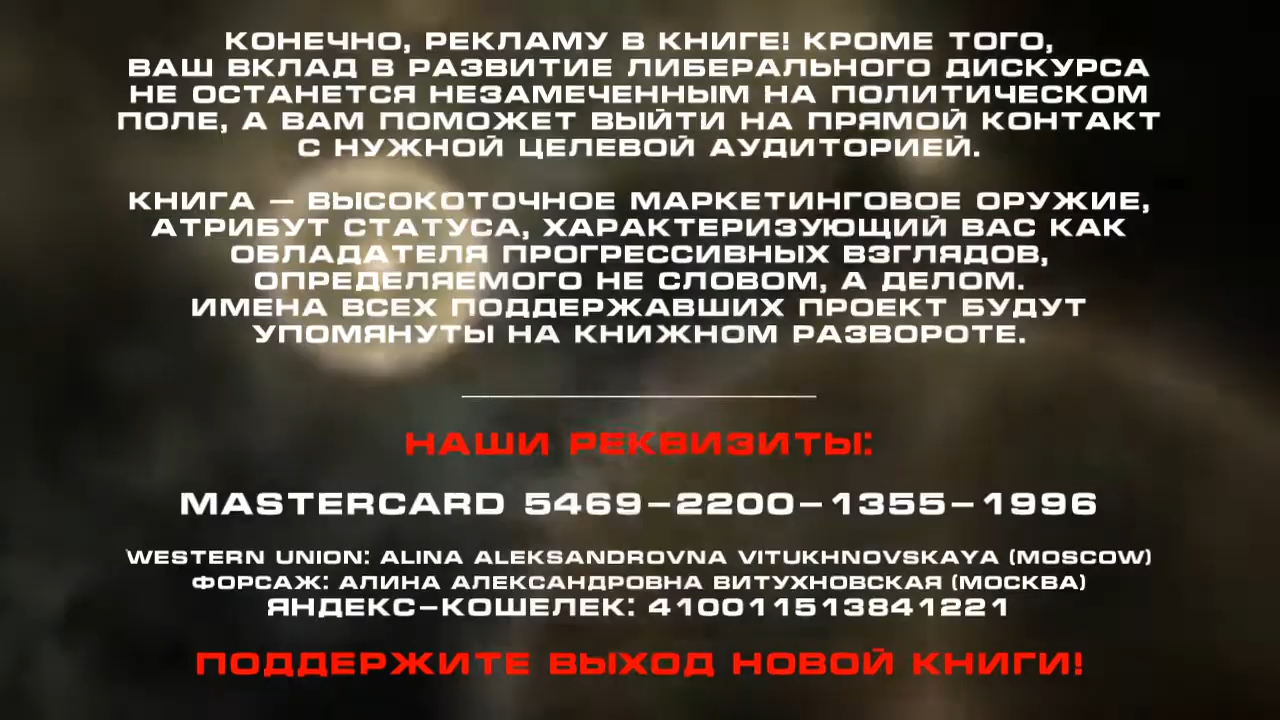 КОНЕЧНО, РЕКЛАМУ В КНИГЕ! КРОМЕ ТОГО,
ВАШ ВКЛАД В РАЗВИТИЕ ЛИБЕРАЛЬНОГО ДИСКУРСА
НЕ ОСТАНЕТСЯ НЕЗАМЕЧЕННЫМ НА ПОЛИТИЧЕСКОМ
ПОЛЕ, А ВАМ ПОМОЖЕТ ВЫЙТИ НА ПРЯМОЙ КОНТАКТ
С НУЖНОЙ ЦЕЛЕВОЙ АУДИТОРИЕЙ.
КНИГА — ВЫСОКОТОЧНОЕ МАРКЕТИНГОВОЕ ОРУЖИЕ,
АТРИБУТ СТАТУСА, ХАРАКТЕРИЗУЮЩИЙ ВАС КАК
ОБЛАДАТЕЛЯ ПРОГРЕССИВНЫХ ВЗГЛЯДОВ,
ОПРЕДЕЛЯЕМОГО НЕ СЛОВОМ, А ДЕЛОМ.
ИМЕНА ВСЕХ ПОДДЕРЖАВШИХ ПРОЕКТ БУДУТ
УПОМЯНУТЫ НА КНИЖНОМ РАЗВОРОТЕ.
НАШИ РЕКВИЗИТЫ:
MASTERCARD 5469-2200-1355-1996
WESTERN UNION: ALINA ALEKSANDROVNA VITUKHNOVSKAYA (MOSCOW)
ФОРСАЖ: АЛИНА АЛЕКСАНДРОВНА ВИТУХНОВСКАЯ (МОСКВА)
ЯНДЕКС-КОШЕЛЕК: 410011513841221
ПОДДЕРЖИТЕ ВЫХОД НОВОЙ КНИГИ!